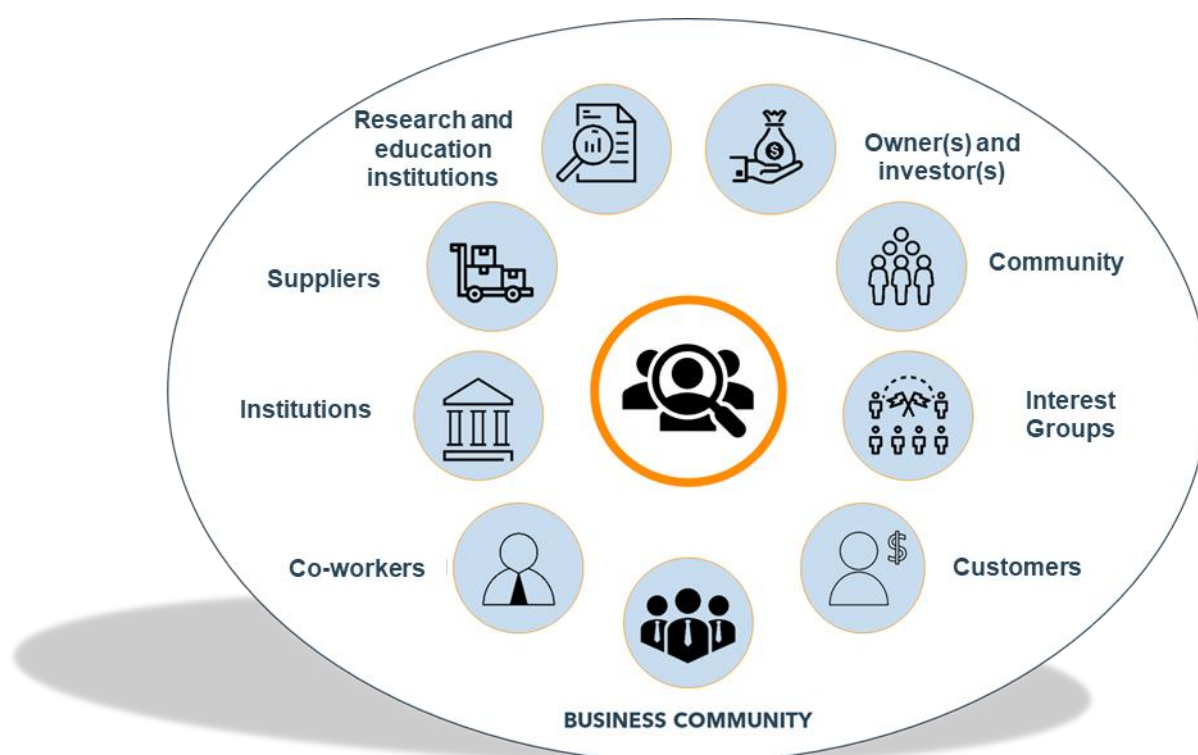 Research and
education
institutions
Owner(s) and
investor(s)
Suppliers
Community
Institutions
Interest
Groups
Co-workers
Customers
BUSINESS COMMUNITY
$
$